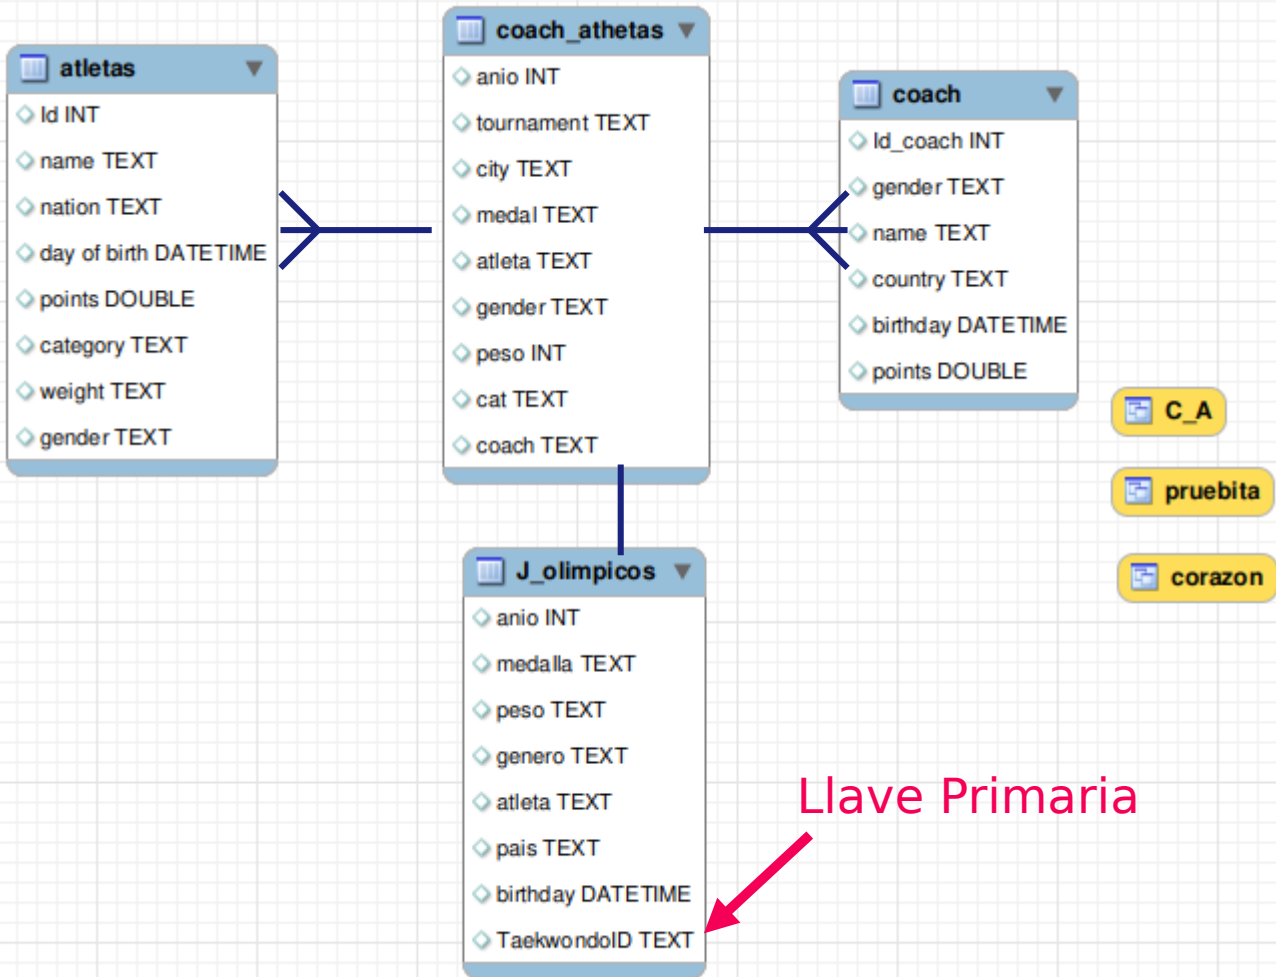 atletas
Id INT
name TEXT
nation TEXT
day of birth DATETIME
points DOUBLE
category TEXT
weight TEXT
gender TEXT
coach_athetas
anio INT
tournament TEXT
city TEXT
medal TEXT
atleta TEXT
gender TEXT
peso INT
cat TEXT
coach TEXT
coach
Id_coach INT
gender TEXT
name TEXT
country TEXT
birthday DATETIME
points DOUBLE
C_A
pruebita
corazon
J_olimpicos
anio INT
medalla TEXT
peso TEXT
genero TEXT
atleta TEXT
pais TEXT
birthday DATETIME
TaekwondoID TEXT
Llave Primaria